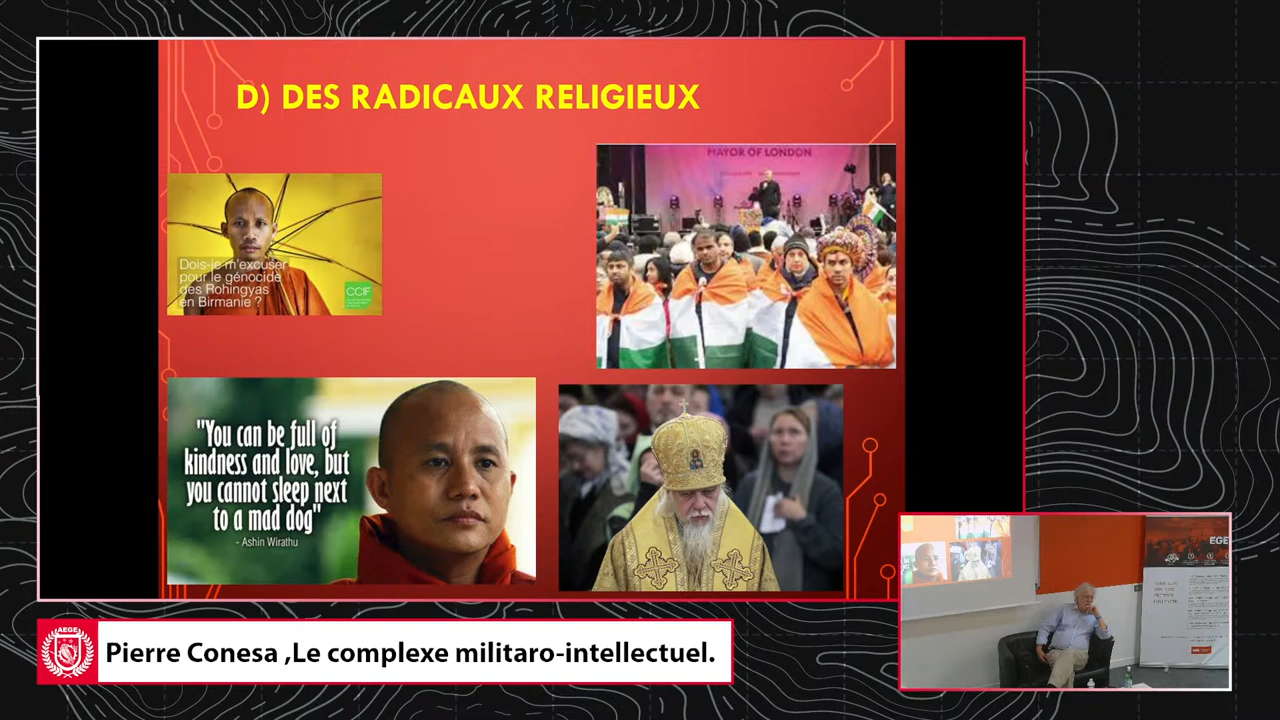 D) DES RADICAUX RELIGIEUX
MAYOR OF LONDON
Dois-je m'excuser
pour le génocide
des Rohingyas
en Birmanie ?
CCIF
"You can be full of
kindness and love, but
you cannot sleep next
to a mad dog"
- Ashin Wirathu
EGE
AEGE
Pierre Conesa ,Le complexe militaro-intellectuel.